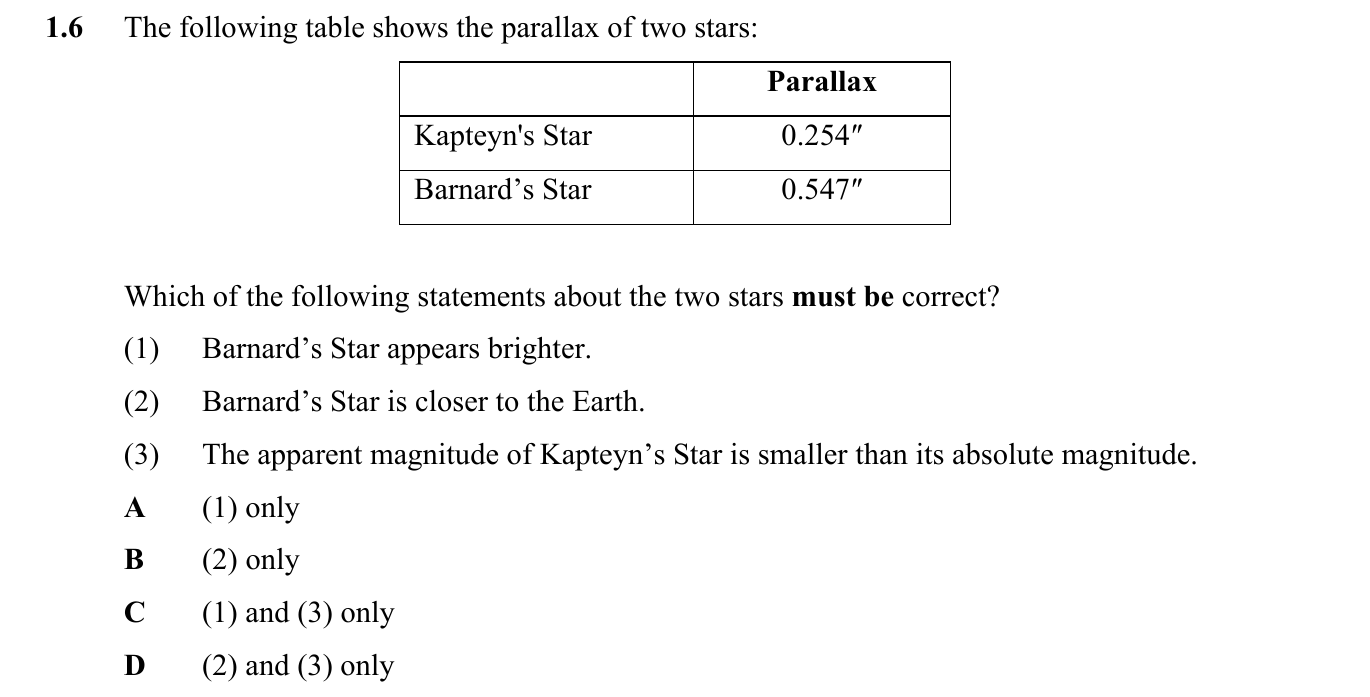 1.6 The following table shows the parallax of two stars:
Parallax
Kapteyn's Star 0.254″
Barnard’s Star 0.547″
Which of the following statements about the two stars must be correct?
(1) Barnard’s Star appears brighter.
(2) Barnard’s Star is closer to the Earth.
(3) The apparent magnitude of Kapteyn’s Star is smaller than its absolute magnitude.
A (1) only
B (2) only
C (1) and (3) only
D (2) and (3) only